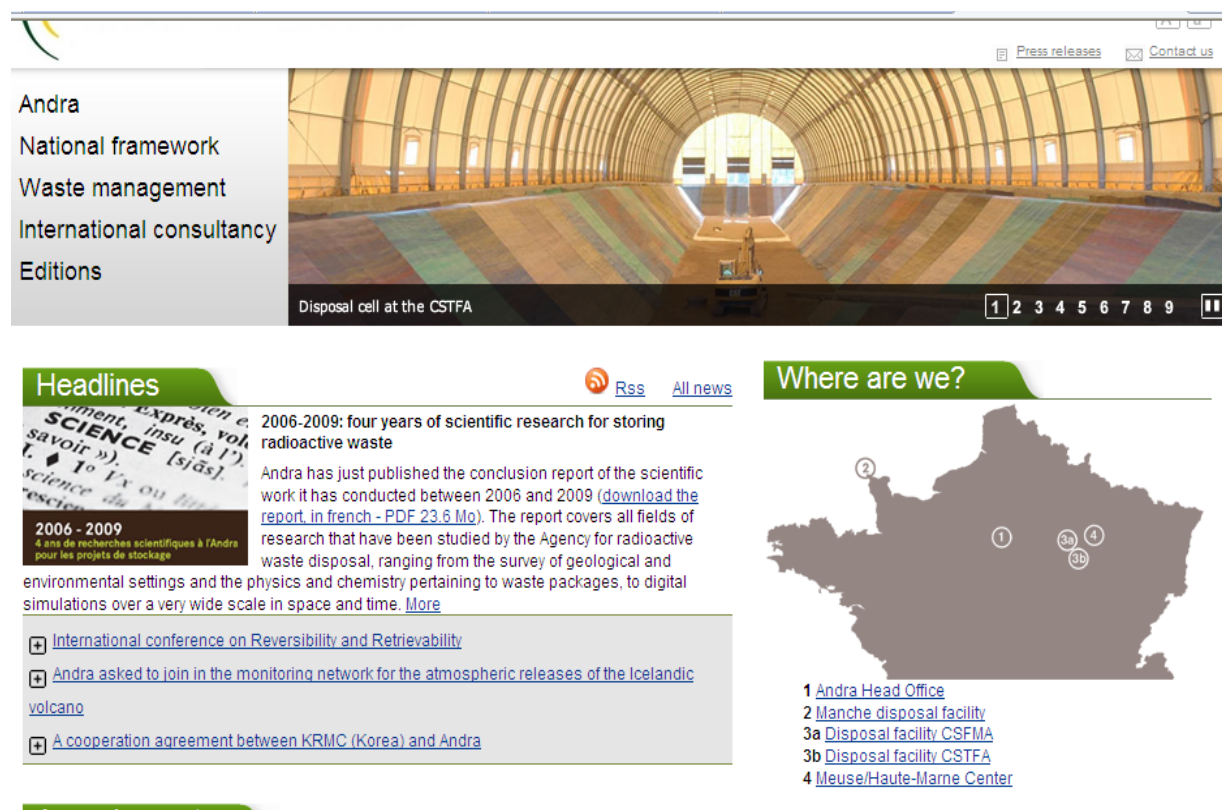 A a
Press releases Contact us
Andra
National framework
Waste management
International consultancy
Editions
Disposal cell at the CSTFA
1 2 3 4 5 6 7 8 9
Headlines
Rss All news
SCIENCE [sjɑ̃s].
2006 - 2009
4 ans de recherches scientifiques à l'Andra
pour les projets de stockage
2006-2009: four years of scientific research for storing
radioactive waste
Andra has just published the conclusion report of the scientific
work it has conducted between 2006 and 2009 (download the
report, in french - PDF 23.6 Mo). The report covers all fields of
research that have been studied by the Agency for radioactive
waste disposal, ranging from the survey of geological and
environmental settings and the physics and chemistry pertaining to waste packages, to digital
simulations over a very wide scale in space and time. More
International conference on Reversibility and Retrievability
Andra asked to join in the monitoring network for the atmospheric releases of the Icelandic
volcano
A cooperation agreement between KRMC (Korea) and Andra
Where are we?
2
1
3a
4
3b
1 Andra Head Office
2 Manche disposal facility
3a Disposal facility CSFMA
3b Disposal facility CSTFA
4 Meuse/Haute-Marne Center